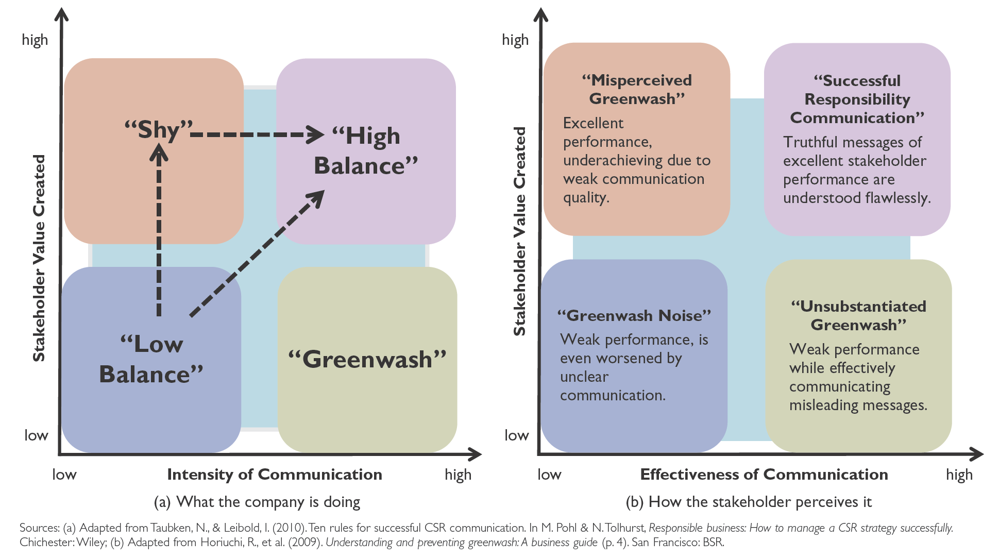 high
Stakeholder Value Created
low
“Shy”
“High
Balance”
“Low
Balance”
“Greenwash”
low
Intensity of Communication
high
(a) What the company is doing
high
Stakeholder Value Created
low
“Misperceived
Greenwash”
Excellent
performance,
underachieving due to
weak communication
quality.
“Successful
Responsibility
Communication”
Truthful messages of
excellent stakeholder
performance are
understood flawlessly.
“Greenwash Noise”
Weak performance, is
even worsened by
unclear
communication.
“Unsubstantiated
Greenwash”
Weak performance
while effectively
communicating
misleading messages.
low
Effectiveness of Communication
high
(b) How the stakeholder perceives it
Sources: (a) Adapted from Taubken, N., & Leibold, I. (2010). Ten rules for successful CSR communication. In M. Pohl & N. Tolhurst, Responsible business: How to manage a CSR strategy successfully.
Chichester: Wiley; (b) Adapted from Horiuchi, R., et al. (2009). Understanding and preventing greenwash: A business guide (p. 4). San Francisco: BSR.